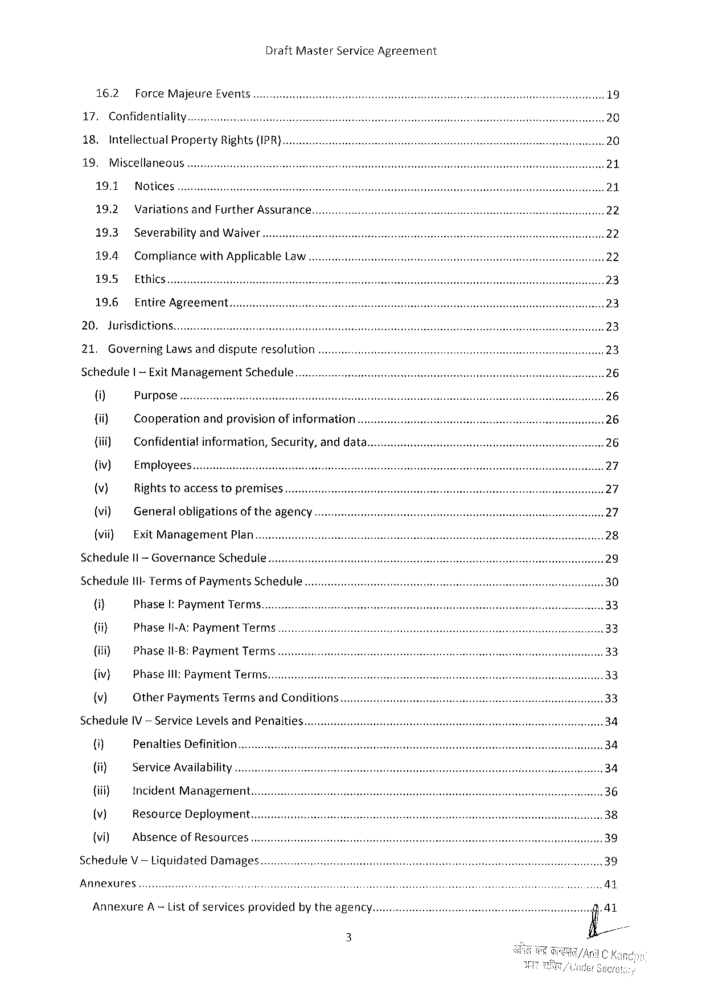 Draft Master Service Agreement
16.2 Force Majeure Events 19
17. Confidentiality 20
18. Intellectual Property Rights (IPR) 20
19. Miscellaneous 21
19.1 Notices 21
19.2 Variations and Further Assurance 22
19.3 Severability and Waiver 22
19.4 Compliance with Applicable Law 22
19.5 Ethics 23
19.6 Entire Agreement 23
20. Jurisdictions 23
21. Governing Laws and dispute resolution 23
Schedule I – Exit Management Schedule 26
(i) Purpose 26
(ii) Cooperation and provision of information 26
(iii) Confidential information, Security, and data 26
(iv) Employees 27
(v) Rights to access to premises 27
(vi) General obligations of the agency 27
(vii) Exit Management Plan 28
Schedule II – Governance Schedule 29
Schedule III- Terms of Payments Schedule 30
(i) Phase I: Payment Terms 33
(ii) Phase II-A: Payment Terms 33
(iii) Phase II-B: Payment Terms 33
(iv) Phase III: Payment Terms 33
(v) Other Payments Terms and Conditions 33
Schedule IV – Service Levels and Penalties 34
(i) Penalties Definition 34
(ii) Service Availability 34
(iii) Incident Management 36
(v) Resource Deployment 38
(vi) Absence of Resources 39
Schedule V – Liquidated Damages 39
Annexures 41
Annexure A – List of services provided by the agency 41
3
अनिल चन्द्र काण्डपाल/Anil C Kandpal
अवर सचिव/Under Secretary